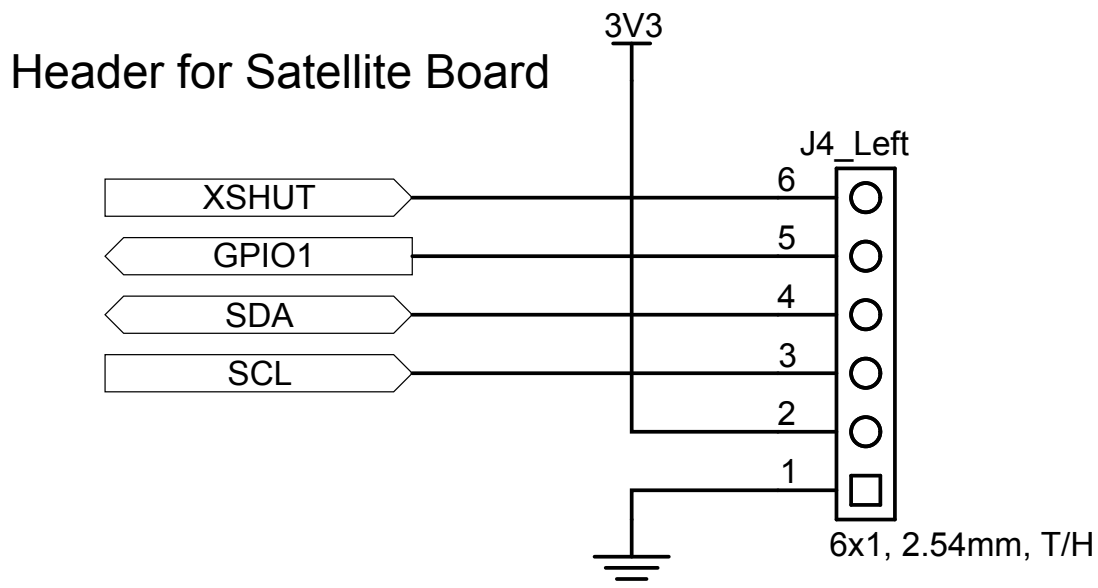 3V3
Header for Satellite Board
J4_Left
XSHUT
6
GPIO1
5
SDA
4
SCL
3
2
1
6x1, 2.54mm, T/H